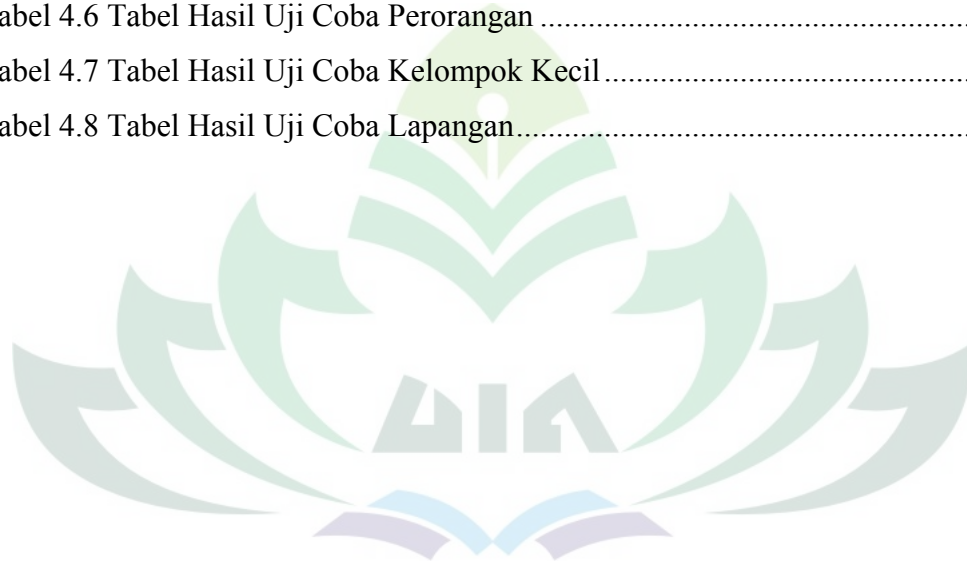 abel 4.6 Tabel Hasil Uji Coba Perorangan ........................................................................
abel 4.7 Tabel Hasil Uji Coba Kelompok Kecil ..............................................................
abel 4.8 Tabel Hasil Uji Coba Lapangan............................................................................
UIN